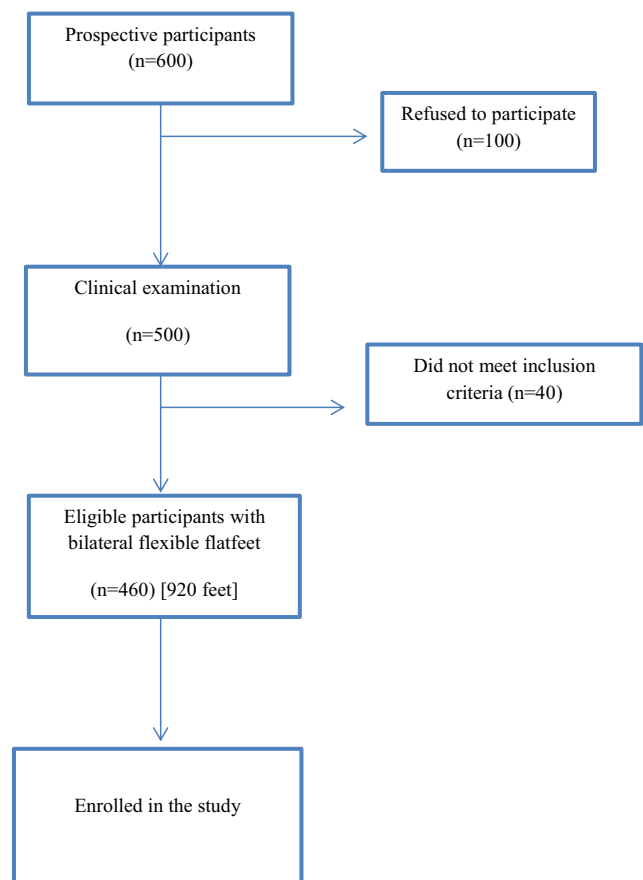 Prospective participants
(n=600)
Refused to participate
(n=100)
Clinical examination
(n=500)
Did not meet inclusion
criteria (n=40)
Eligible participants with
bilateral flexible flatfeet
(n=460) [920 feet]
Enrolled in the study